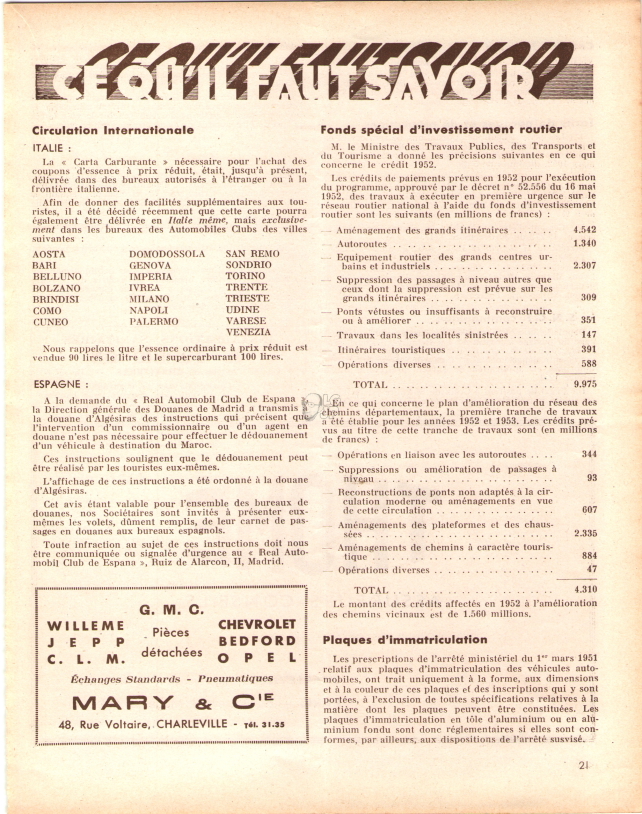 CE QU'IL FAUT SAVOIR
Circulation Internationale
ITALIE :
La « Carta Carburante » nécessaire pour l'achat des
coupons d'essence à prix réduit, était, jusqu'à présent,
délivrée dans des bureaux autorisés à l'étranger ou à la
frontière italienne.
Afin de donner des facilités supplémentaires aux tou-
ristes, il a été décidé récemment que cette carte pourra
également être délivrée en Italie même, mais exclusive-
ment dans les bureaux des Automobiles Clubs des villes
suivantes :
AOSTA DOMODOSSOLA SAN REMO
BARI GENOVA SONDRIO
BELLUNO IMPERIA TORINO
BOLZANO IVREA TRENTE
BRINDISI MILANO TRIESTE
COMO NAPOLI UDINE
CUNEO PALERMO VARESE
VENEZIA
Nous rappelons que l'essence ordinaire à prix réduit est
vendue 90 lires le litre et le supercarburant 100 lires.
ESPAGNE :
A la demande du « Real Automobil Club de Espana »
la Direction générale des Douanes de Madrid a transmis à
la douane d'Algésiras des instructions qui précisent que
l'intervention d'un commissionnaire ou d'un agent en
douane n'est pas nécessaire pour effectuer le dédouanement
d'un véhicule à destination du Maroc.
Ces instructions soulignent que le dédouanement peut
être réalisé par les touristes eux-mêmes.
L'affichage de ces instructions a été ordonné à la douane
d'Algésiras.
Cet avis étant valable pour l'ensemble des bureaux de
douanes, nos Sociétaires sont invités à présenter eux-
mêmes les volets, dûment remplis, de leur carnet de pas-
sages en douanes aux bureaux espagnols.
Toute infraction au sujet de ces instructions doit nous
être communiquée ou signalée d'urgence au « Real Auto-
mobil Club de Espana », Ruiz de Alarcon, II, Madrid.
G. M. C.
WILLEME CHEVROLET
JEPP Pièces BEDFORD
C. L. M. détachées OPEL
Échanges Standards - Pneumatiques
MARY & CIE
48, Rue Voltaire, CHARLEVILLE - Tél. 31.35
Fonds spécial d'investissement routier
M. le Ministre des Travaux Publics, des Transports et
du Tourisme a donné les précisions suivantes en ce qui
concerne le crédit 1952.
Les crédits de paiements prévus en 1952 pour l'exécution
du programme, approuvé par le décret n° 52.556 du 16 mai
1952, des travaux à exécuter en première urgence sur le
réseau routier national à l'aide du fonds d'investissement
routier sont les suivants (en millions de francs) :
— Aménagement des grands itinéraires ...... 4.542
— Autoroutes ...... 1.340
— Equipement routier des grands centres ur-
bains et industriels ...... 2.307
— Suppression des passages à niveau autres que
ceux dont la suppression est prévue sur les
grands itinéraires ...... 309
— Ponts vétustes ou insuffisants à reconstruire
ou à améliorer ...... 351
— Travaux dans les localités sinistrées .. 147
— Itinéraires touristiques ...... 391
— Opérations diverses ...... 588
TOTAL ...... 9.975
En ce qui concerne le plan d'amélioration du réseau des
chemins départementaux, la première tranche de travaux
a été établie pour les années 1952 et 1953. Les crédits pré-
vus au titre de cette tranche de travaux sont (en millions
de francs) :
— Opérations en liaison avec les autoroutes .... 344
— Suppressions ou amélioration de passages à
niveau ...... 93
— Reconstructions de ponts non adaptés à la cir-
culation moderne ou aménagements en vue
de cette circulation ...... 607
— Aménagements des plateformes et des chaus-
sées ...... 2.335
— Aménagements de chemins à caractère touris-
tique ...... 884
— Opérations diverses ...... 47
TOTAL ...... 4.310
Le montant des crédits affectés en 1952 à l'amélioration
des chemins vicinaux est de 1.560 millions.
Plaques d'immatriculation
Les prescriptions de l'arrêté ministériel du 1er mars 1951
relatif aux plaques d'immatriculation des véhicules auto-
mobiles, ont trait uniquement à la forme, aux dimensions
et à la couleur de ces plaques et des inscriptions qui y sont
portées, à l'exclusion de toutes spécifications relatives à la
matière dont les plaques peuvent être constituées. Les
plaques d'immatriculation en tôle d'aluminium ou en alu-
minium fondu sont donc réglementaires si elles sont con-
formes, par ailleurs, aux dispositions de l'arrêté susvisé.
21